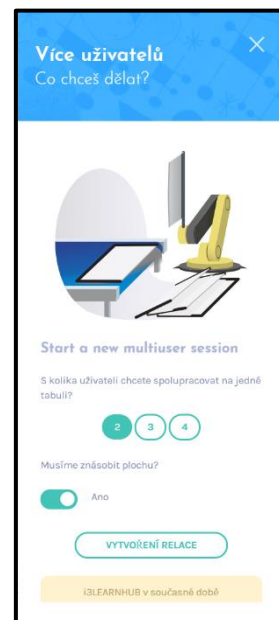 Více uživatelů
Co chceš dělat?
Start a new multiuser session
S kolika uživateli chcete spolupracovat na jedné
tabuli?
2 3 4
Musíme znásobit plochu?
Ano
VYTVOŘENÍ RELACE
i3LEARNHUB v současné době